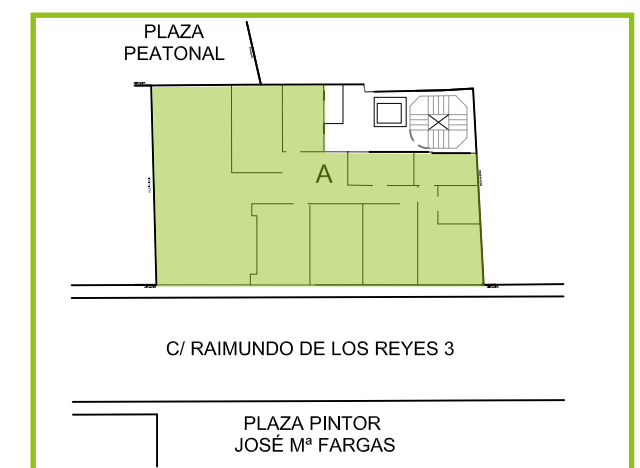 PLAZA
PEATONAL
A
C/ RAIMUNDO DE LOS REYES 3
PLAZA PINTOR
JOSÉ Mª FARGAS